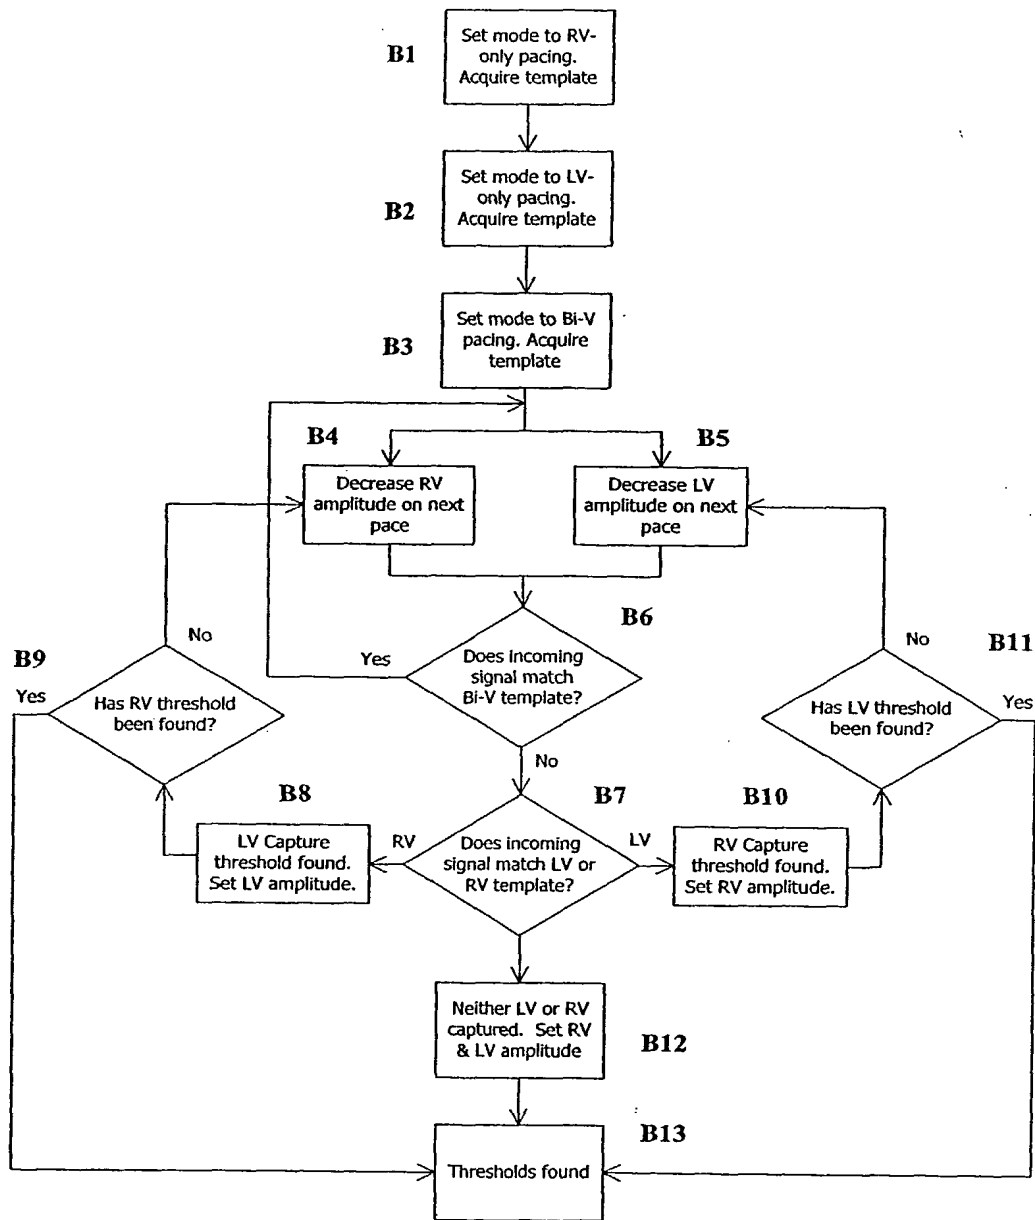 B1
Set mode to RV-
only pacing.
Acquire template
B2
Set mode to LV-
only pacing.
Acquire template
B3
Set mode to Bi-V
pacing. Acquire
template
B4
Decrease RV
amplitude on next
pace
B5
Decrease LV
amplitude on next
pace
B6
Does incoming
signal match
Bi-V template?
Yes
No
B9
Yes
No
Has RV threshold
been found?
B11
No
Yes
Has LV threshold
been found?
B8
LV Capture
threshold found.
Set LV amplitude.
RV
B7
Does incoming
signal match LV or
RV template?
LV
B10
RV Capture
threshold found.
Set RV amplitude.
Neither LV or RV
captured. Set RV
& LV amplitude
B12
B13
Thresholds found